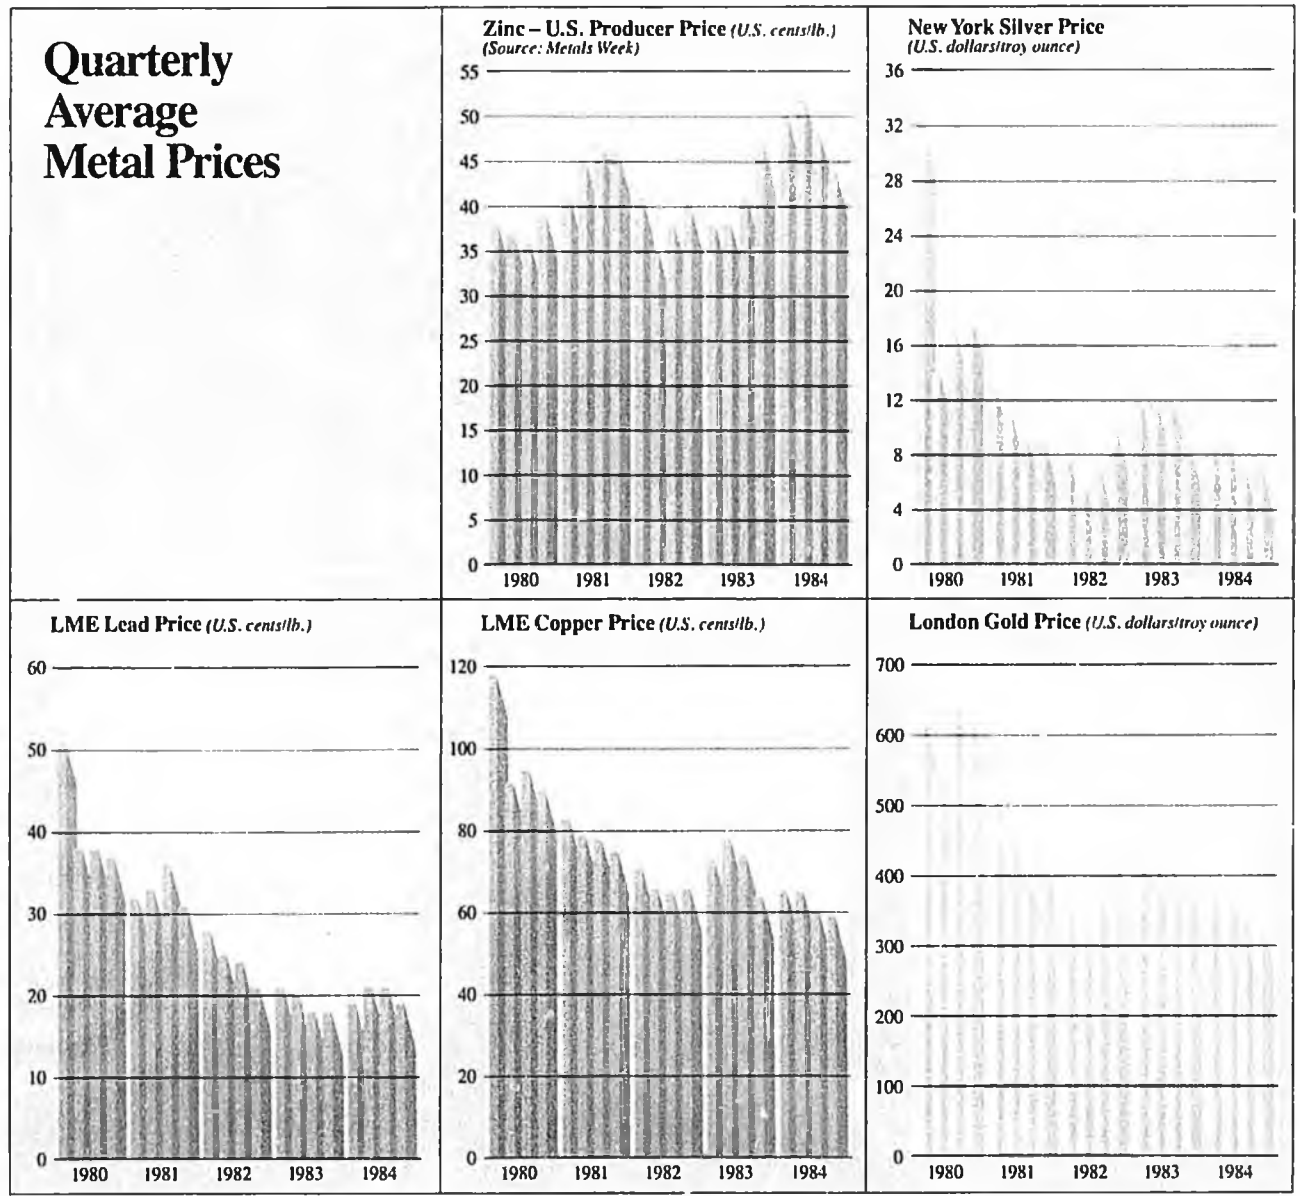 Quarterly
Average
Metal Prices
Zinc – U.S. Producer Price (U.S. cents/lb.)
(Source: Metals Week)
55
50
45
40
35
30
25
20
15
10
5
0
1980 1981 1982 1983 1984
New York Silver Price
(U.S. dollars/troy ounce)
36
32
28
24
20
16
12
8
4
0
1980 1981 1982 1983 1984
LME Lead Price (U.S. cents/lb.)
60
50
40
30
20
10
0
1980 1981 1982 1983 1984
LME Copper Price (U.S. cents/lb.)
120
100
80
60
40
20
0
1980 1981 1982 1983 1984
London Gold Price (U.S. dollars/troy ounce)
700
600
500
400
300
200
100
0
1980 1981 1982 1983 1984